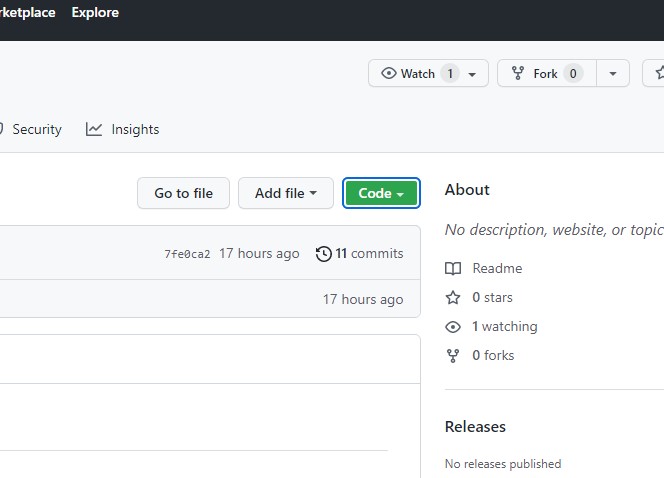 rketplace Explore
Watch 1 Fork 0
Security Insights
Go to file Add file Code About
No description, website, or topic
7fe0ca2 17 hours ago 11 commits
Readme
17 hours ago
0 stars
1 watching
0 forks
Releases
No releases published